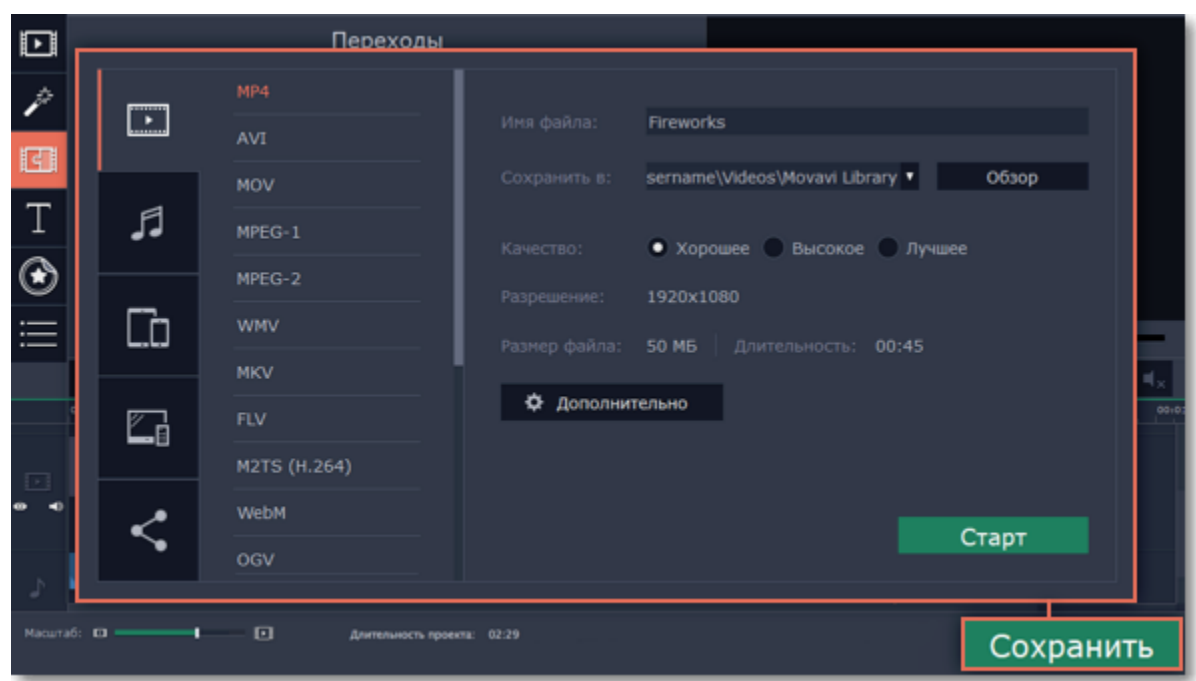 Переходы
MP4
AVI
MOV
MPEG-1
MPEG-2
WMV
MKV
FLV
M2TS (H.264)
WebM
OGV
Имя файла: Fireworks
Сохранить в: sername\Videos\Movavi Library Обзор
Качество: Хорошее Высокое Лучшее
Разрешение: 1920x1080
Размер файла: 50 МБ Длительность: 00:45
Дополнительно
Старт
Масштаб: Длительность проекта: 02:29
Сохранить